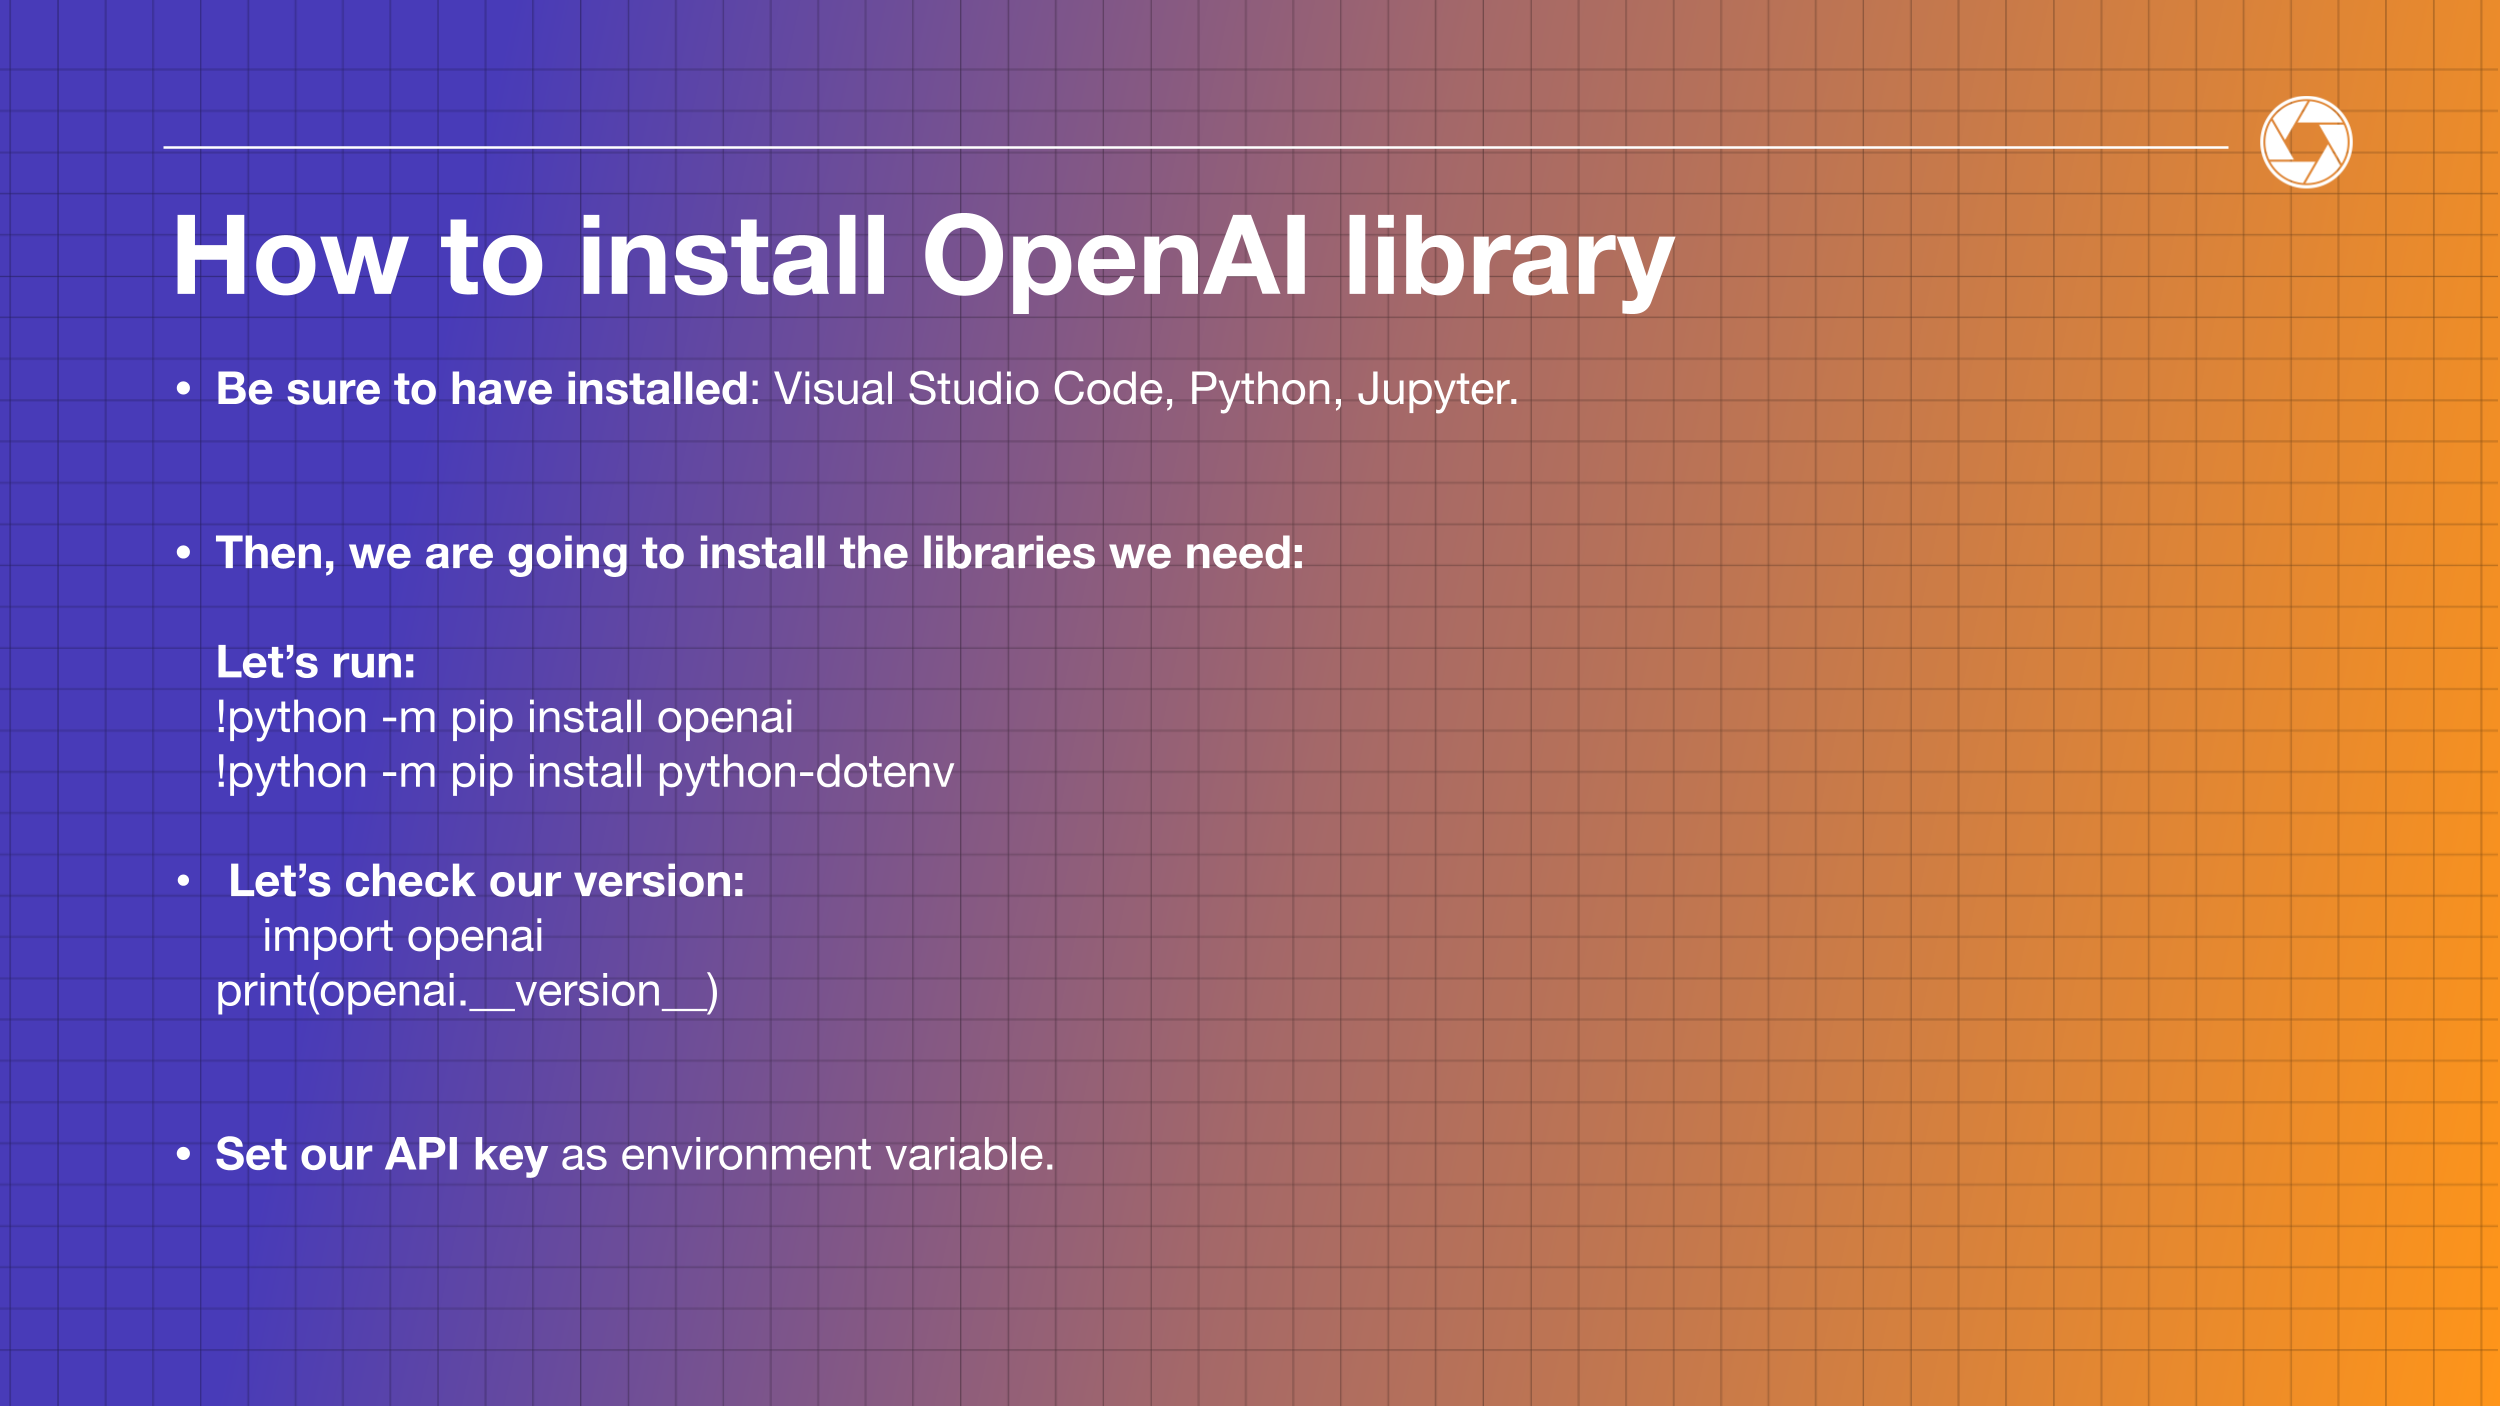 How to install OpenAI library
• Be sure to have installed: Visual Studio Code, Python, Jupyter.
• Then, we are going to install the libraries we need:
Let’s run:
!python -m pip install openai
!python -m pip install python-dotenv
• Let’s check our version:
import openai
print(openai.__version__)
• Set our API key as environment variable.